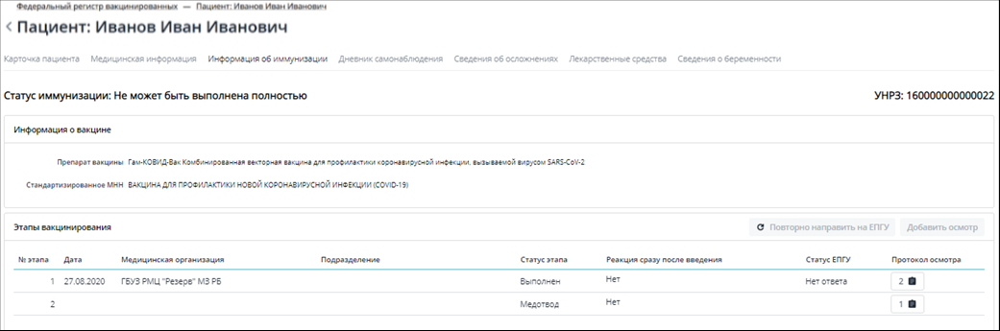 Федеральный регистр вакцинированных — Пациент: Иванов Иван Иванович
< Пациент: Иванов Иван Иванович
Карточка пациента Медицинская информация Информация об иммунизации Дневник самонаблюдения Сведения об осложнениях Лекарственные средства Сведения о беременности
Статус иммунизации: Не может быть выполнена полностью УНРЗ: 160000000000022
Информация о вакцине
Препарат вакцины Гам-КОВИД-Вак Комбинированная векторная вакцина для профилактики коронавирусной инфекции, вызываемой вирусом SARS-CoV-2
Стандартизированное МНН ВАКЦИНА ДЛЯ ПРОФИЛАКТИКИ НОВОЙ КОРОНАВИРУСНОЙ ИНФЕКЦИИ (COVID-19)
Этапы вакцинирования Повторно направить на ЕПГУ Добавить осмотр
№ этапа Дата Медицинская организация Подразделение Статус этапа Реакция сразу после введения Статус ЕПГУ Протокол осмотра
1 27.08.2020 ГБУЗ РМЦ "Резерв" МЗ РБ Выполнен Нет Нет ответа 2
2 Медотвод Нет 1